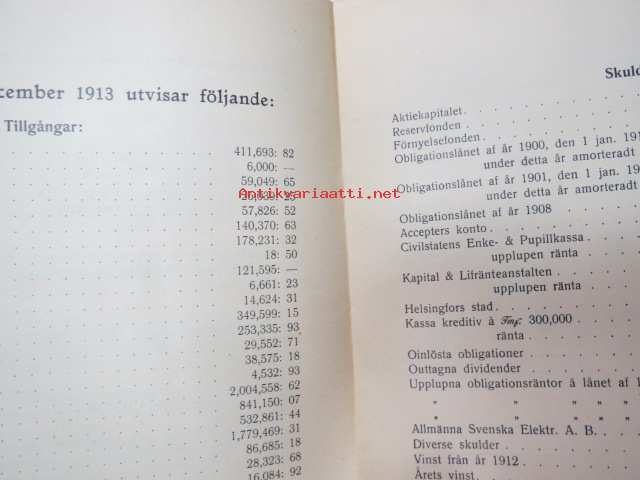 cember 1913 utvisar följande:
Tillgångar:
411,693: 82
6,000: —
59,049: 65
57,826: 52
140,370: 63
178,231: 32
18: 50
121,595: —
6,661: 23
14,624: 31
349,599: 15
253,335: 93
29,552: 71
38,575: 18
4,532: 93
2,004,558: 62
841,150: 07
532,861: 44
1,779,469: 31
86,685: 18
28,323: 68
16,084: 92
Skuld
Aktiekapitalet
Reservfonden
Förnyelsefonden
Obligationslånet af år 1900, den 1 jan. 191
under detta år amorteradt
Obligationslånet af år 1901, den 1 jan. 191
under detta år amorteradt
Obligationslånet af år 1908
Accepters konto
Civilstatens Enke- & Pupillkassa
upplupen ränta
Kapital & Lifränteanstalten
upplupen ränta
Helsingfors stad
Kassa kreditiv à Fmf: 300,000
ränta
Oinlösta obligationer
Outtagna dividender
Upplupna obligationsräntor å lånet af 1
" " " "
" " " "
Allmänna Svenska Elektr. A. B.
Diverse skulder
Vinst från år 1912
Årets vinst
Antikvariaatti.net